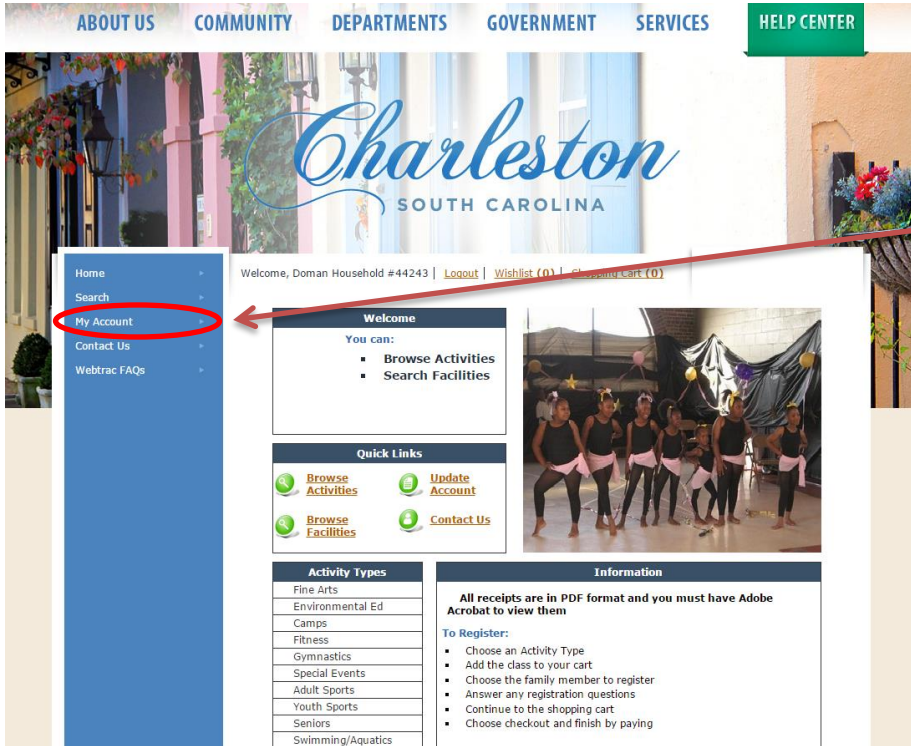 ABOUT US COMMUNITY DEPARTMENTS GOVERNMENT SERVICES HELP CENTER
Charleston
SOUTH CAROLINA
Home
Search
My Account
Contact Us
Webtrac FAQs
Welcome, Doman Household #44243 | Logout | Wishlist (0) | Shopping Cart (0)
Welcome
You can:
▪ Browse Activities
▪ Search Facilities
Quick Links
Browse Activities
Update Account
Browse Facilities
Contact Us
Activity Types
Fine Arts
Environmental Ed
Camps
Fitness
Gymnastics
Special Events
Adult Sports
Youth Sports
Seniors
Swimming/Aquatics
Information
All receipts are in PDF format and you must have Adobe
Acrobat to view them
To Register:
▪ Choose an Activity Type
▪ Add the class to your cart
▪ Choose the family member to register
▪ Answer any registration questions
▪ Continue to the shopping cart
▪ Choose checkout and finish by paying